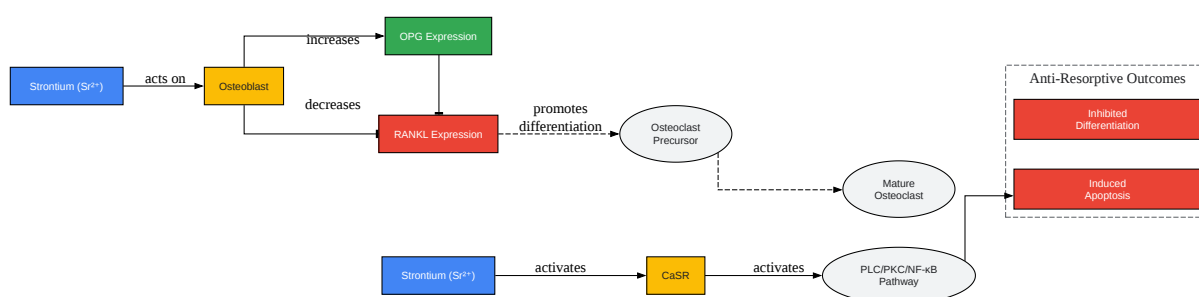 OPG Expression
increases
Strontium (Sr²⁺)
acts on
Osteoblast
decreases
RANKL Expression
promotes
differentiation
Osteoclast
Precursor
Mature
Osteoclast
Anti-Resorptive Outcomes
Inhibited
Differentiation
Induced
Apoptosis
Strontium (Sr²⁺)
activates
CaSR
activates
PLC/PKC/NF-κB
Pathway